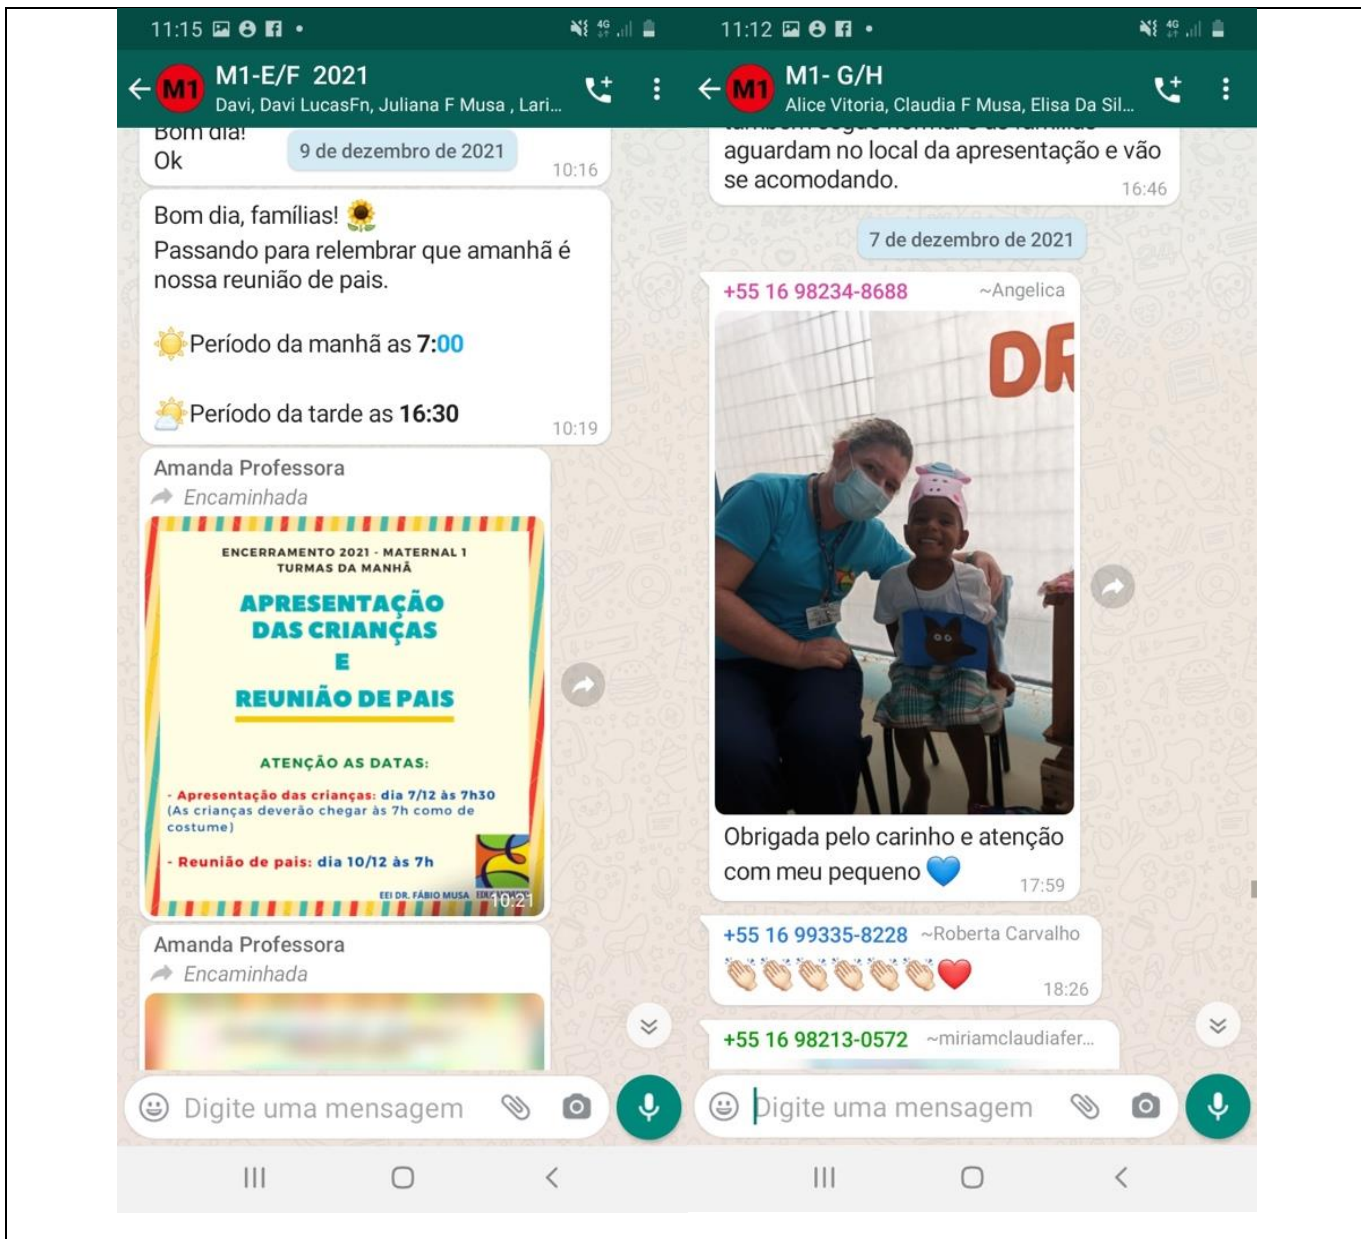 11:15
M1-E/F 2021
Davi, Davi LucasFn, Juliana F Musa , Lari...
Bom dia!
Ok
10:16
9 de dezembro de 2021
Bom dia, famílias! 🌻
Passando para relembrar que amanhã é
nossa reunião de pais.
☀️Período da manhã as 7:00
🌤️Período da tarde as 16:30
10:19
Amanda Professora
Encaminhada
ENCERRAMENTO 2021 - MATERNAL 1
TURMAS DA MANHÃ
APRESENTAÇÃO
DAS CRIANÇAS
E
REUNIÃO DE PAIS
ATENÇÃO AS DATAS:
- Apresentação das crianças: dia 7/12 às 7h30
(As crianças deverão chegar às 7h como de
costume)
- Reunião de pais: dia 10/12 às 7h
EEI DR. FÁBIO MUSA
10:21
Amanda Professora
Encaminhada
Digite uma mensagem
11:12
M1- G/H
Alice Vitoria, Claudia F Musa, Elisa Da Sil...
também segue normal e as famílias
aguardam no local da apresentação e vão
se acomodando.
16:46
7 de dezembro de 2021
+55 16 98234-8688 ~Angelica
DR
Obrigada pelo carinho e atenção
com meu pequeno 💙
17:59
+55 16 99335-8228 ~Roberta Carvalho
👏🏻👏🏻👏🏻👏🏻👏🏻👏🏻❤️
18:26
+55 16 98213-0572 ~miriamclaudiafer...
Digite uma mensagem